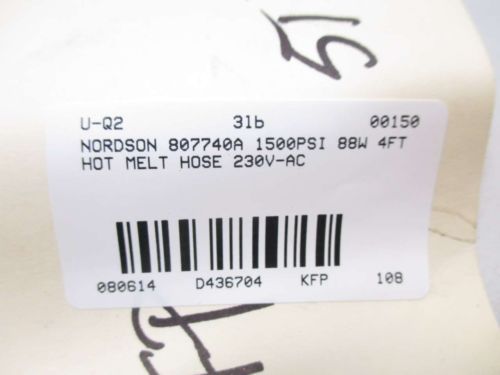 U-Q2 3lb 00150
NORDSON 807740A 1500PSI 88W 4FT
HOT MELT HOSE 230V-AC
080614 D436704 KFP 108